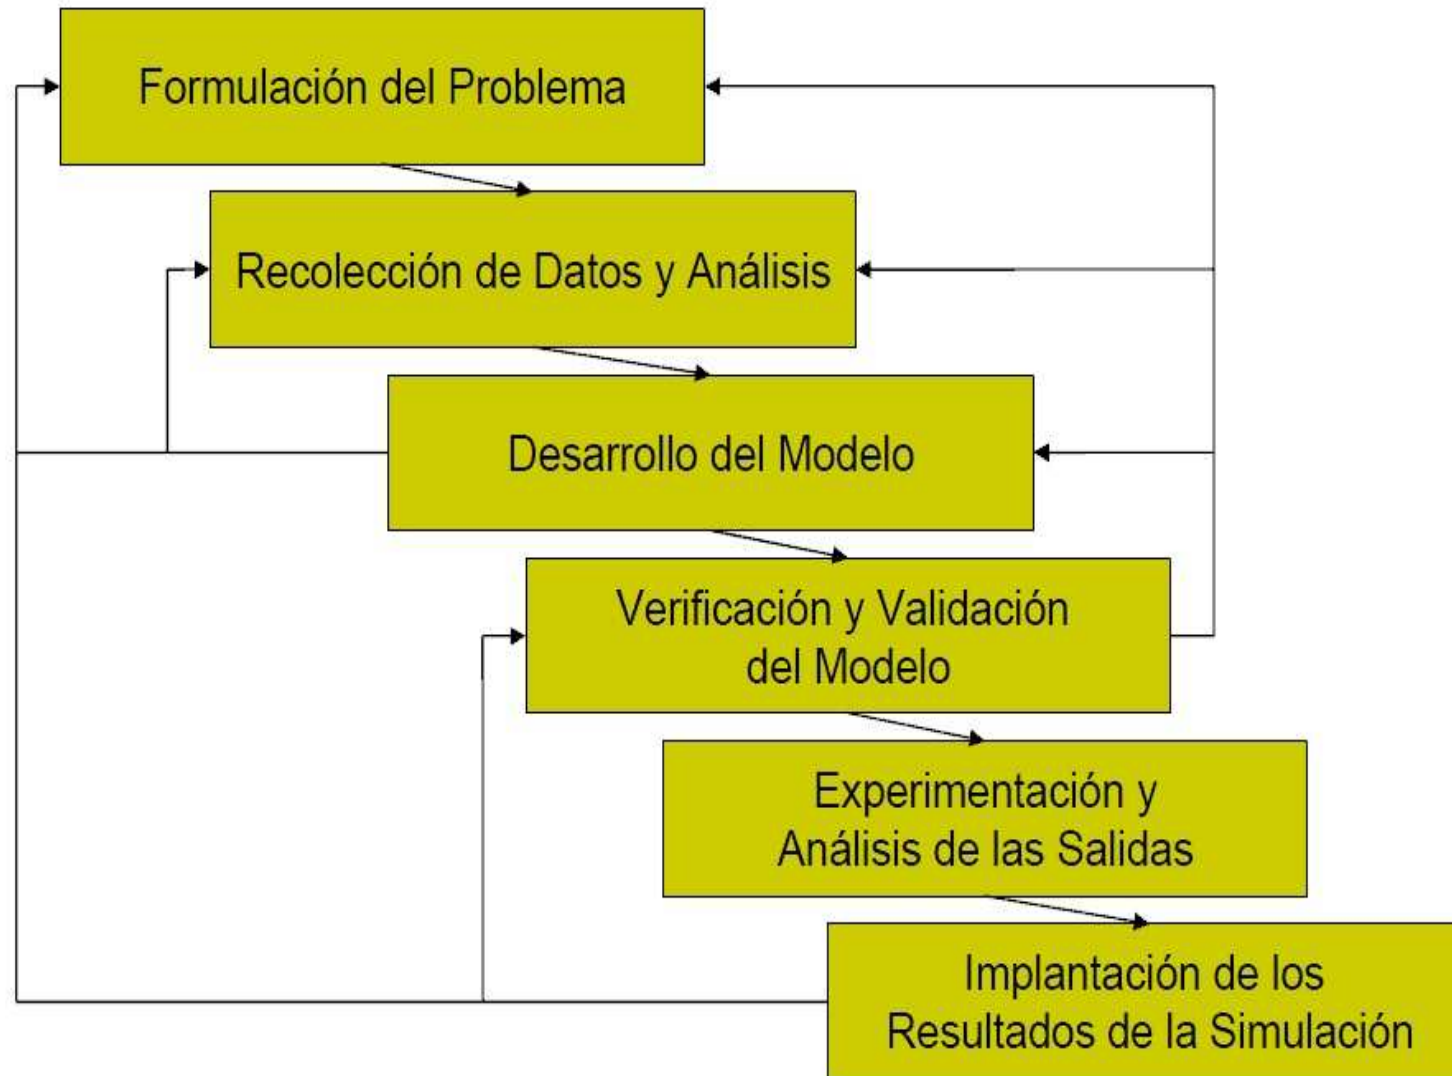 Formulación del Problema
Recolección de Datos y Análisis
Desarrollo del Modelo
Verificación y Validación
del Modelo
Experimentación y
Análisis de las Salidas
Implantación de los
Resultados de la Simulación